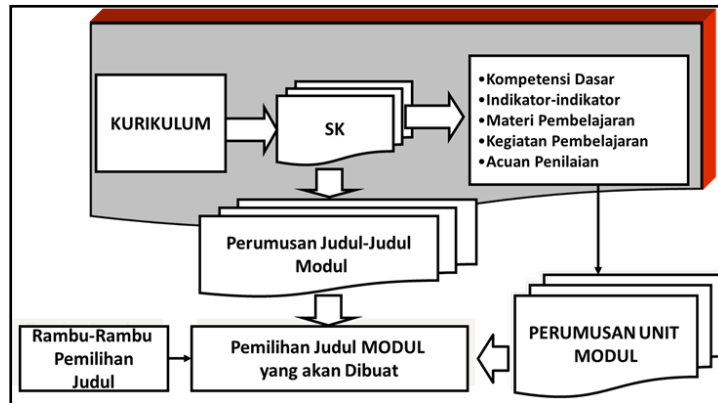 KURIKULUM
SK
•Kompetensi Dasar
•Indikator-indikator
•Materi Pembelajaran
•Kegiatan Pembelajaran
•Acuan Penilaian
Perumusan Judul-Judul
Modul
Rambu-Rambu
Pemilihan
Judul
Pemilihan Judul MODUL
yang akan Dibuat
PERUMUSAN UNIT
MODUL